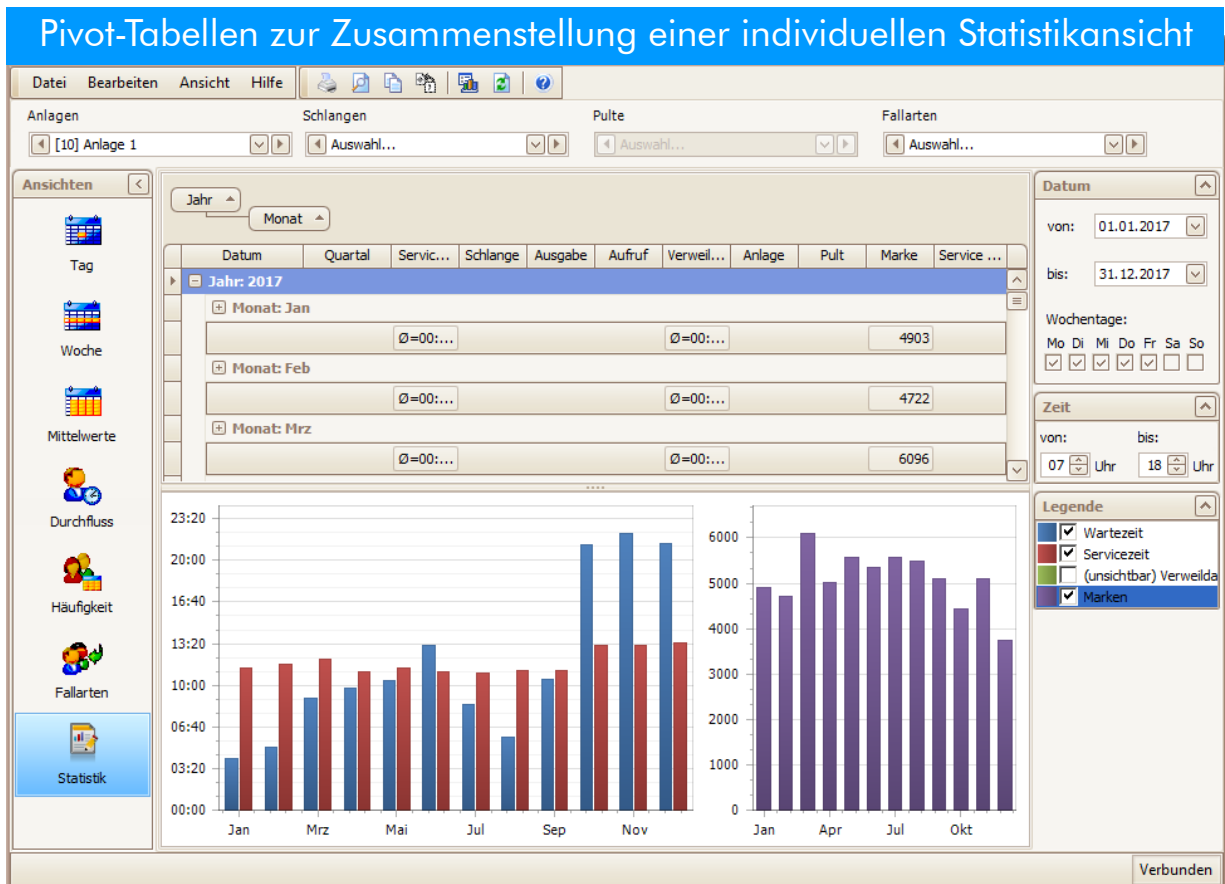 Pivot-Tabellen zur Zusammenstellung einer individuellen Statistikansicht
Datei Bearbeiten Ansicht Hilfe
Anlagen Schlangen Pulte Fallarten
[10] Anlage 1 Auswahl... Auswahl... Auswahl...
Ansichten
Tag
Woche
Mittelwerte
Durchfluss
Häufigkeit
Fallarten
Statistik
Jahr
Monat
Datum Quartal Servic... Schlange Ausgabe Aufruf Verweil... Anlage Pult Marke Service ...
Jahr: 2017
Monat: Jan
Ø=00:... Ø=00:... 4903
Monat: Feb
Ø=00:... Ø=00:... 4722
Monat: Mrz
Ø=00:... Ø=00:... 6096
23:20
20:00
16:40
13:20
10:00
06:40
03:20
00:00
Jan Mrz Mai Jul Sep Nov
6000
5000
4000
3000
2000
1000
0
Jan Apr Jul Okt
Datum
von: 01.01.2017
bis: 31.12.2017
Wochentage:
Mo Di Mi Do Fr Sa So
Zeit
von: bis:
07 Uhr 18 Uhr
Legende
Wartezeit
Servicezeit
(unsichtbar) Verweilda
Marken
Verbunden